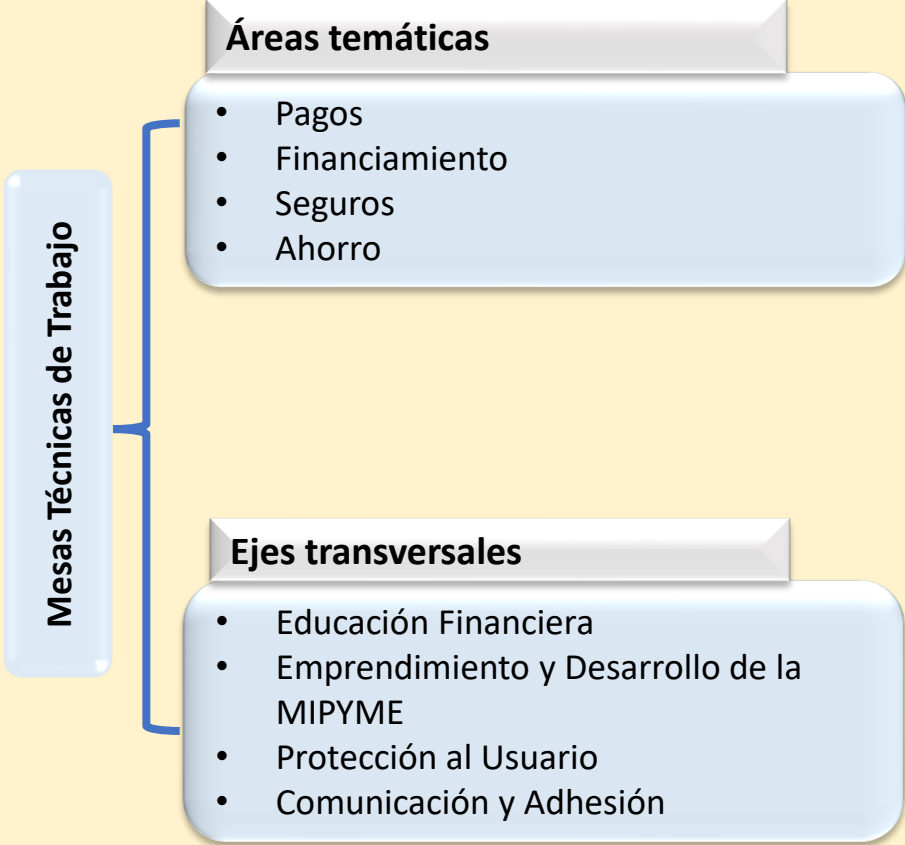 Mesas Técnicas de Trabajo
Áreas temáticas
• Pagos
• Financiamiento
• Seguros
• Ahorro
Ejes transversales
• Educación Financiera
• Emprendimiento y Desarrollo de la
MIPYME
• Protección al Usuario
• Comunicación y Adhesión